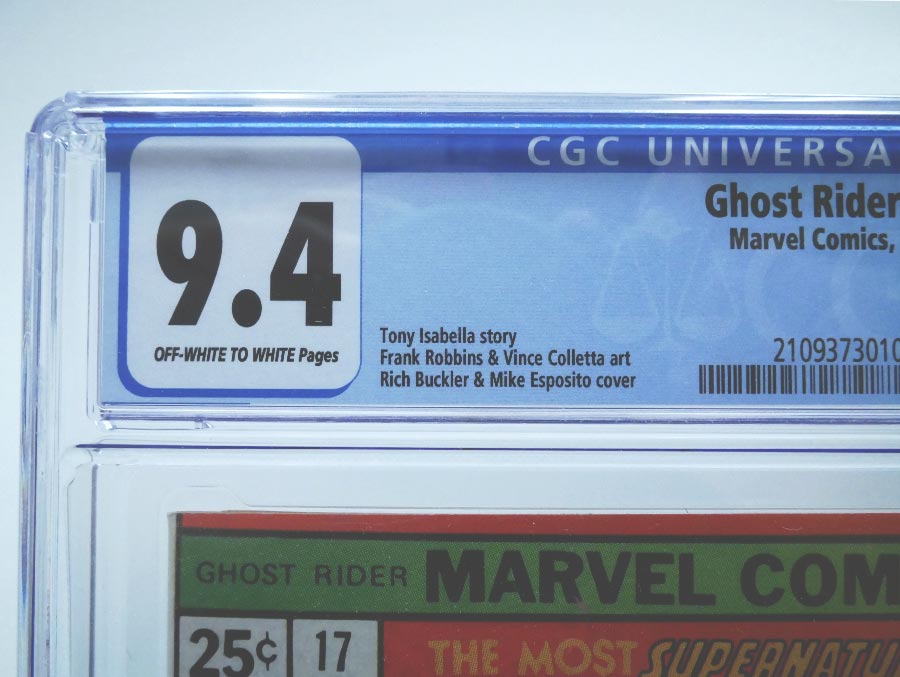 CGC UNIVERSA
9.4
OFF-WHITE TO WHITE Pages
Ghost Rider
Marvel Comics,
Tony Isabella story
Frank Robbins & Vince Colletta art
Rich Buckler & Mike Esposito cover
2109373010
GHOST RIDER MARVEL COM
25¢ 17
THE MOST SUPERNATU